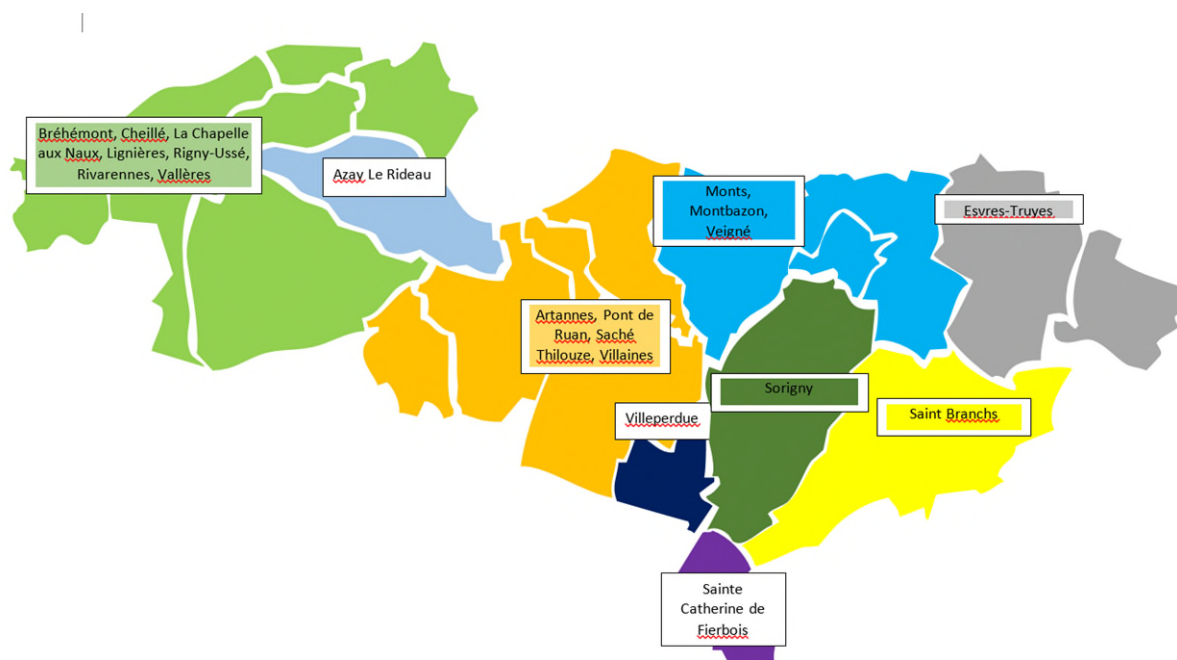 Bréhémont, Cheillé, La Chapelle
aux Naux, Lignières, Rigny-Ussé,
Rivarennes, Vallères
Azay Le Rideau
Monts,
Montbazon,
Veigné
Esvres-Truyes
Artannes, Pont de
Ruan, Saché
Thilouze, Villaines
Villeperdue
Sorigny
Saint Branchs
Sainte
Catherine de
Fierbois